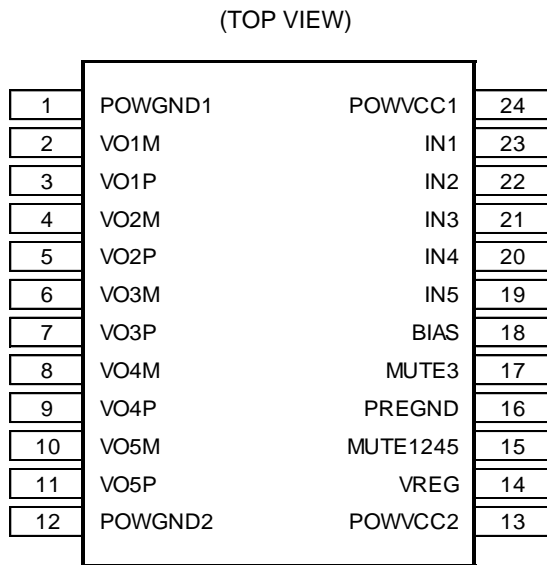 (TOP VIEW)
1 POWGND1 POWVCC1 24
2 VO1M IN1 23
3 VO1P IN2 22
4 VO2M IN3 21
5 VO2P IN4 20
6 VO3M IN5 19
7 VO3P BIAS 18
8 VO4M MUTE3 17
9 VO4P PREGND 16
10 VO5M MUTE1245 15
11 VO5P VREG 14
12 POWGND2 POWVCC2 13